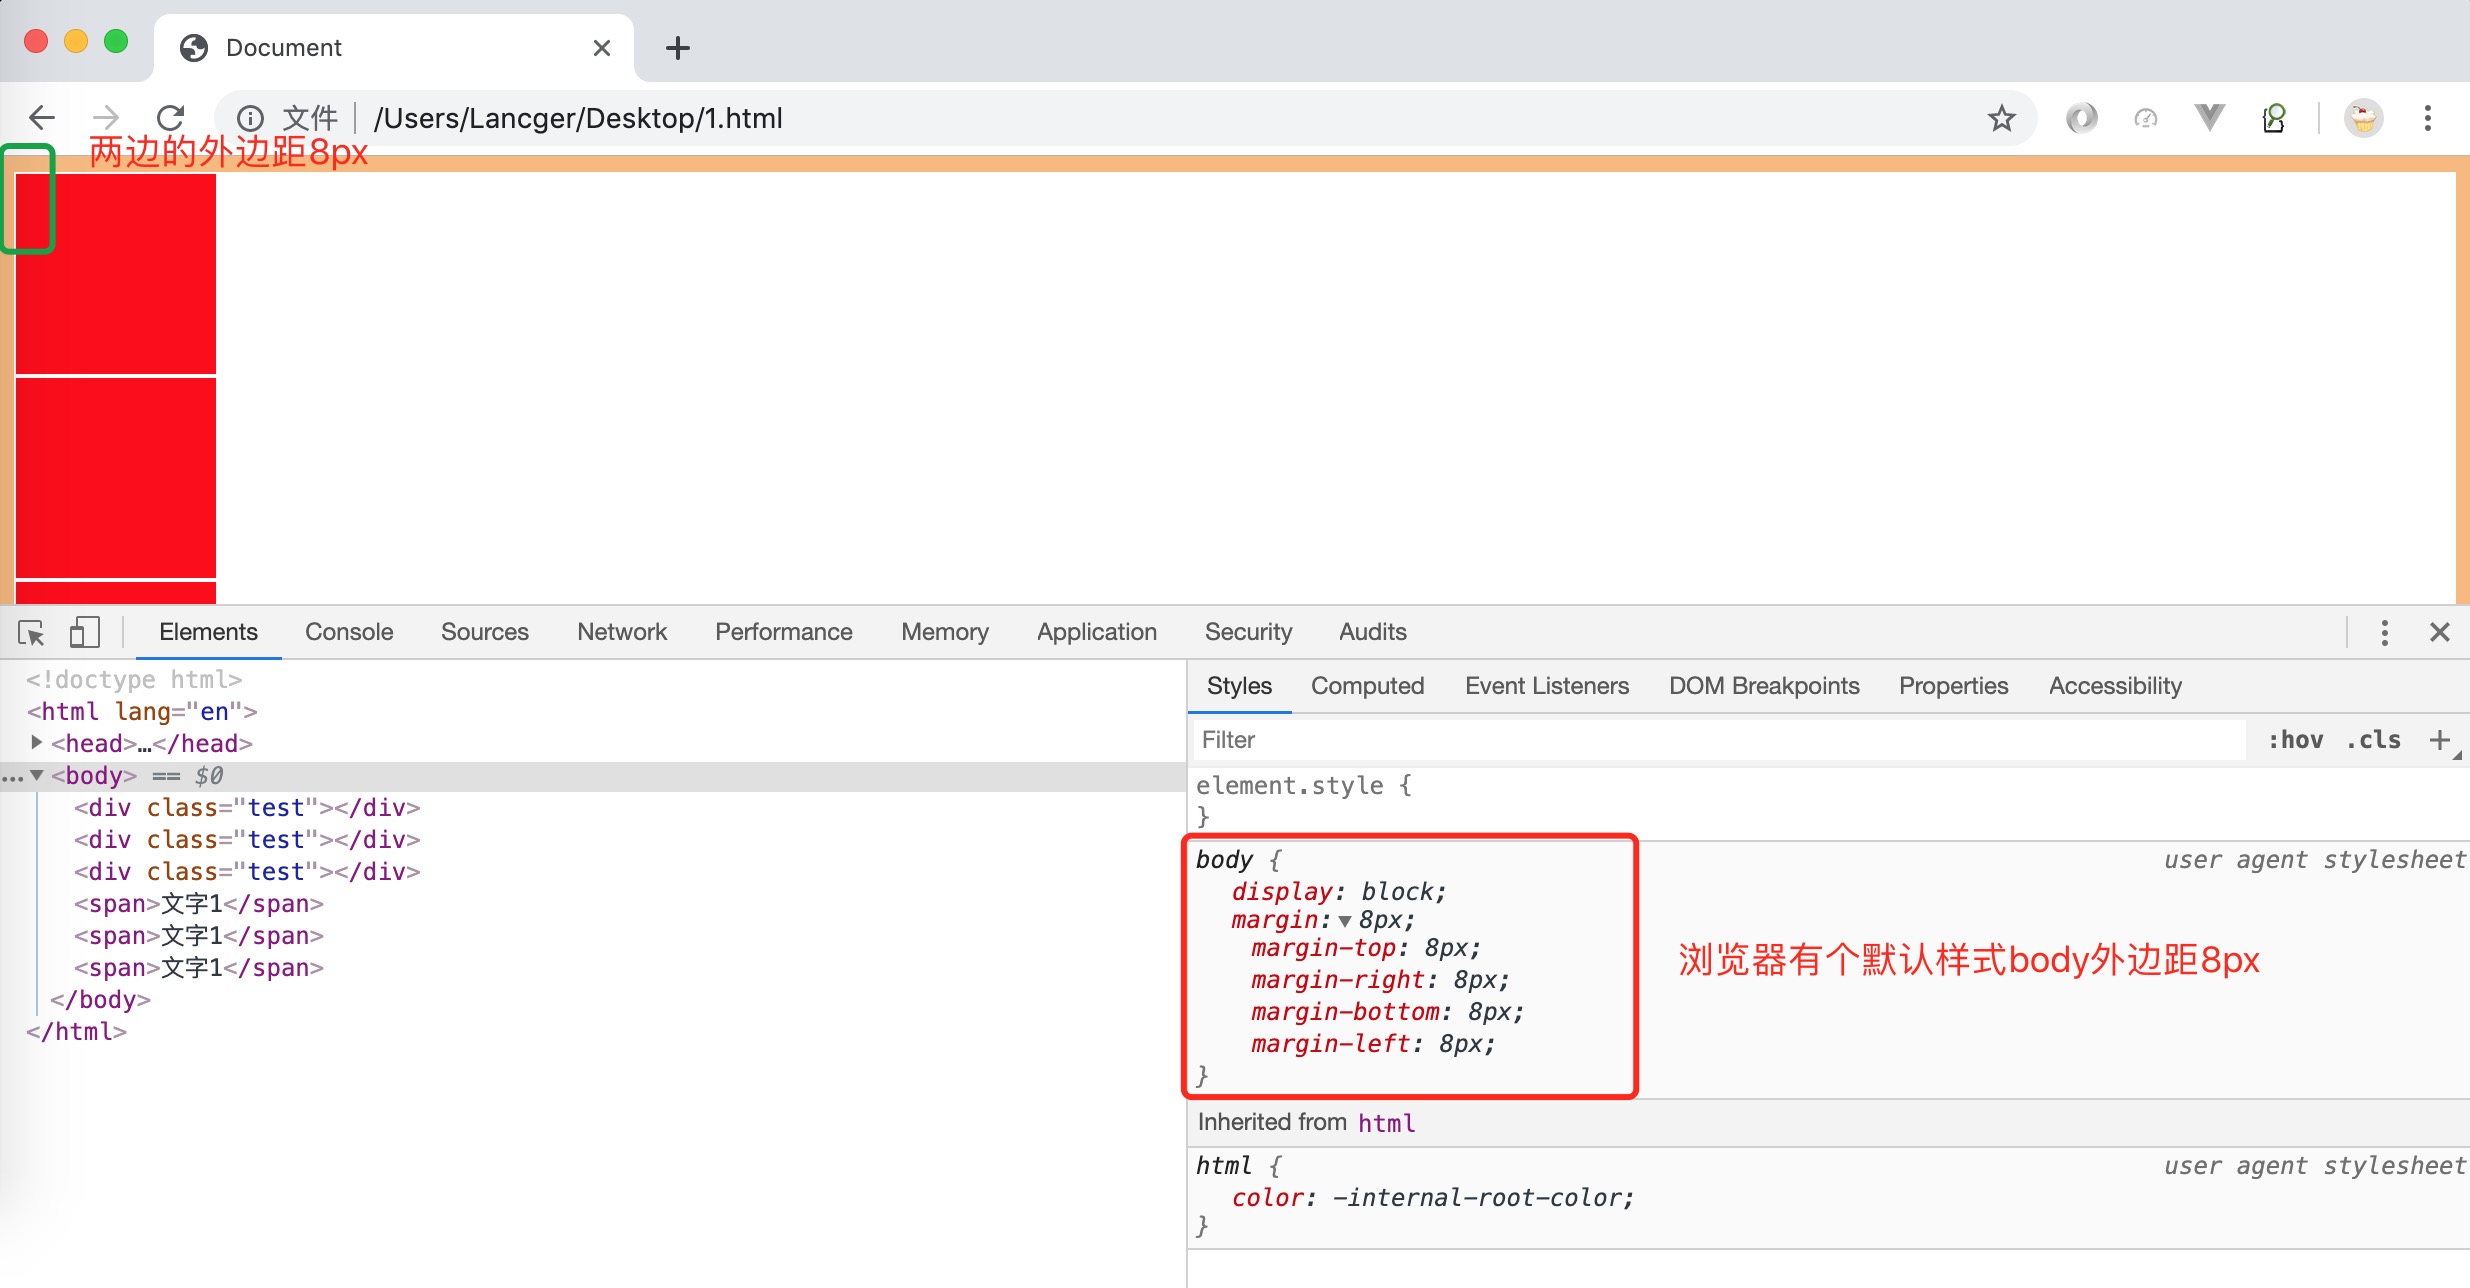 Document
文件 /Users/Lancger/Desktop/1.html
两边的外边距8px
Elements Console Sources Network Performance Memory Application Security Audits
<!doctype html>
<html lang="en">
<head>…</head>
<body> == $0
<div class="test"></div>
<div class="test"></div>
<div class="test"></div>
<span>文字1</span>
<span>文字1</span>
<span>文字1</span>
</body>
</html>
Styles Computed Event Listeners DOM Breakpoints Properties Accessibility
Filter :hov .cls +
element.style {
}
body { user agent stylesheet
display: block;
margin: 8px;
margin-top: 8px;
margin-right: 8px;
margin-bottom: 8px;
margin-left: 8px;
}
浏览器有个默认样式body外边距8px
Inherited from html
html { user agent stylesheet
color: -internal-root-color;
}